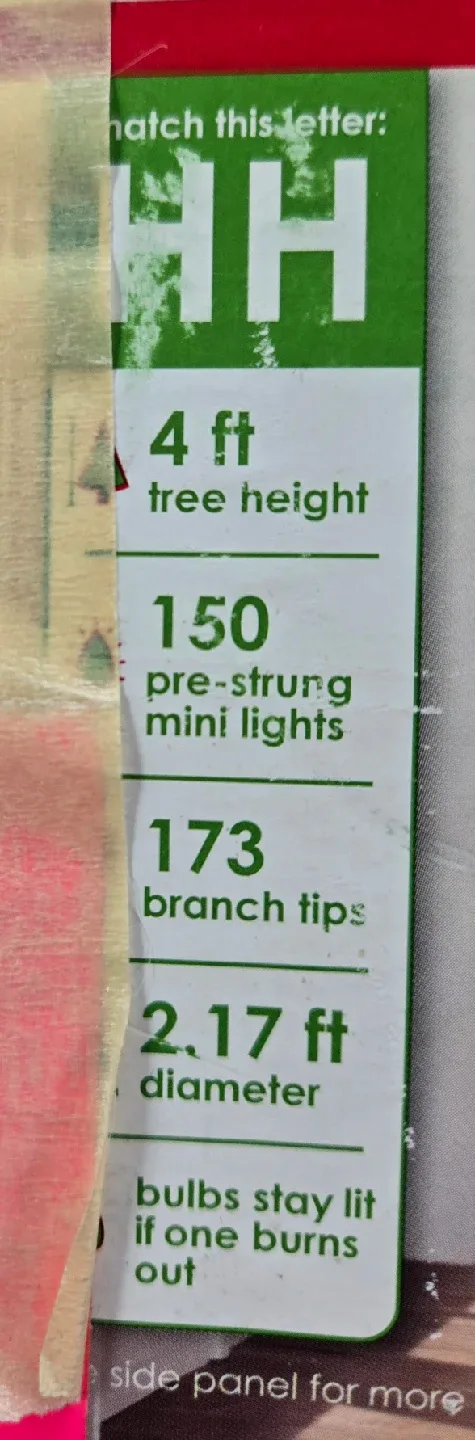 this letter:
HH
4 ft
tree height
150
pre-strung
mini lights
173
branch tips
2.17 ft
diameter
bulbs stay lit
if one burns
out
side panel for more